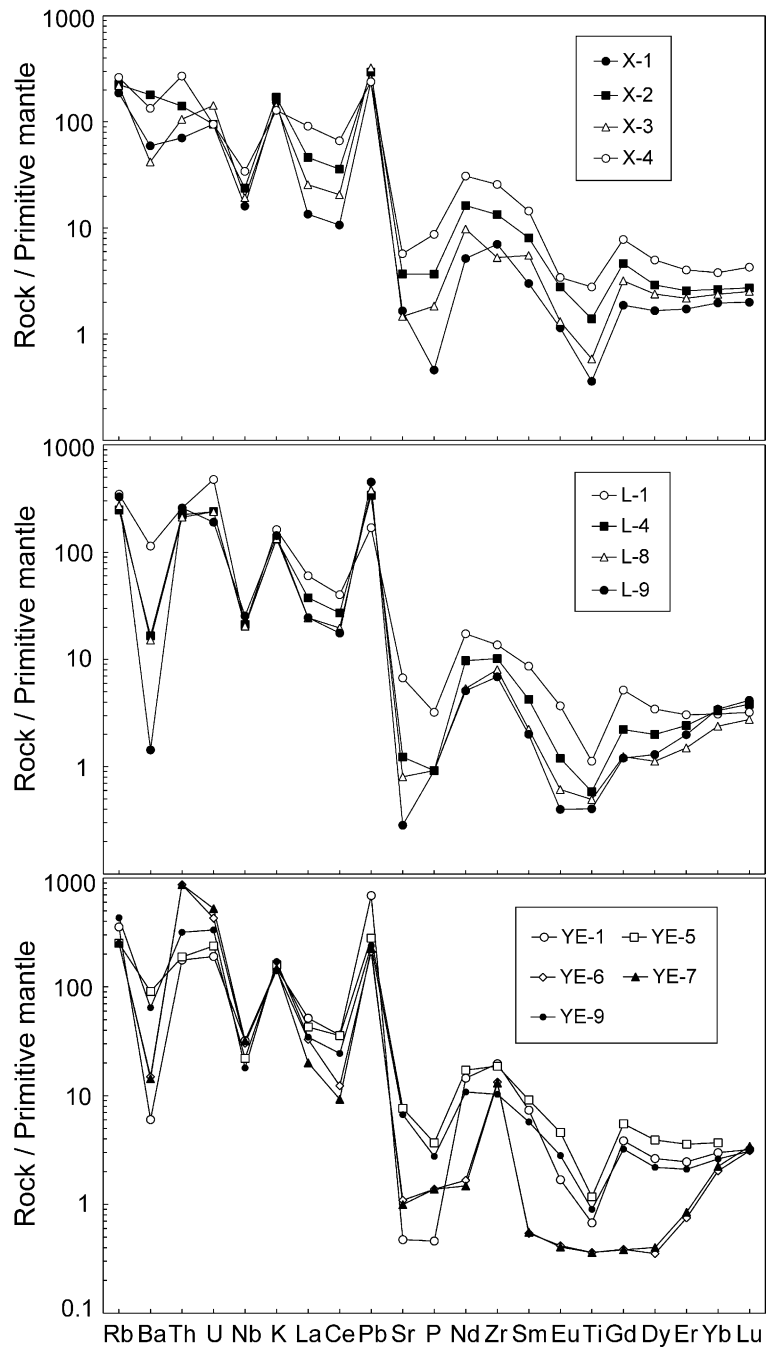 1000
100
10
1
Rock / Primitive mantle
X-1
X-2
X-3
X-4
1000
100
10
1
Rock / Primitive mantle
L-1
L-4
L-8
L-9
1000
100
10
1
0.1
Rock / Primitive mantle
YE-1 YE-5
YE-6 YE-7
YE-9
Rb Ba Th U Nb K La Ce Pb Sr P Nd Zr Sm Eu Ti Gd Dy Er Yb Lu